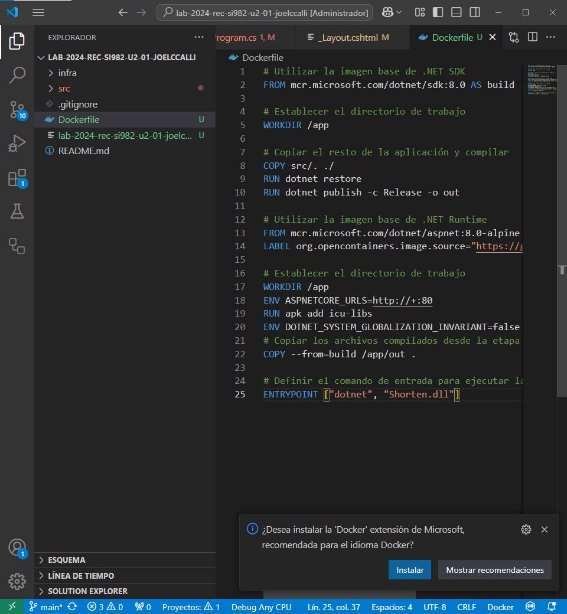 lab-2024-rec-si982-u2-01-joelccalli [Administrador]
EXPLORADOR
LAB-2024-REC-SI982-U2-01-JOELCCALLI
infra
src
.gitignore
Dockerfile U
lab-2024-rec-si982-u2-01-joelc... U
README.md
10
1
1
ESQUEMA
LÍNEA DE TIEMPO
SOLUTION EXPLORER
rogram.cs 1, M
_Layout.cshtml M
Dockerfile U
Dockerfile
1 # Utilizar la imagen base de .NET SDK
2 FROM mcr.microsoft.com/dotnet/sdk:8.0 AS build
3
4 # Establecer el directorio de trabajo
5 WORKDIR /app
6
7 # Copiar el resto de la aplicación y compilar
8 COPY src/. ./
9 RUN dotnet restore
10 RUN dotnet publish -c Release -o out
11
12 # Utilizar la imagen base de .NET Runtime
13 FROM mcr.microsoft.com/dotnet/aspnet:8.0-alpine
14 LABEL org.opencontainers.image.source="https://g
15
16 # Establecer el directorio de trabajo
17 WORKDIR /app
18 ENV ASPNETCORE_URLS=http://+:80
19 RUN apk add icu-libs
20 ENV DOTNET_SYSTEM_GLOBALIZATION_INVARIANT=false
21 # Copiar los archivos compilados desde la etapa
22 COPY --from=build /app/out .
23
24 # Definir el comando de entrada para ejecutar la
25 ENTRYPOINT ["dotnet", "Shorten.dll"]
¿Desea instalar la 'Docker' extensión de Microsoft,
recomendada para el idioma Docker?
Instalar
Mostrar recomendaciones
main* 3 0 0 Proyectos: 1 Debug Any CPU Lín. 25, col. 37 Espacios: 4 UTF-8 CRLF Docker